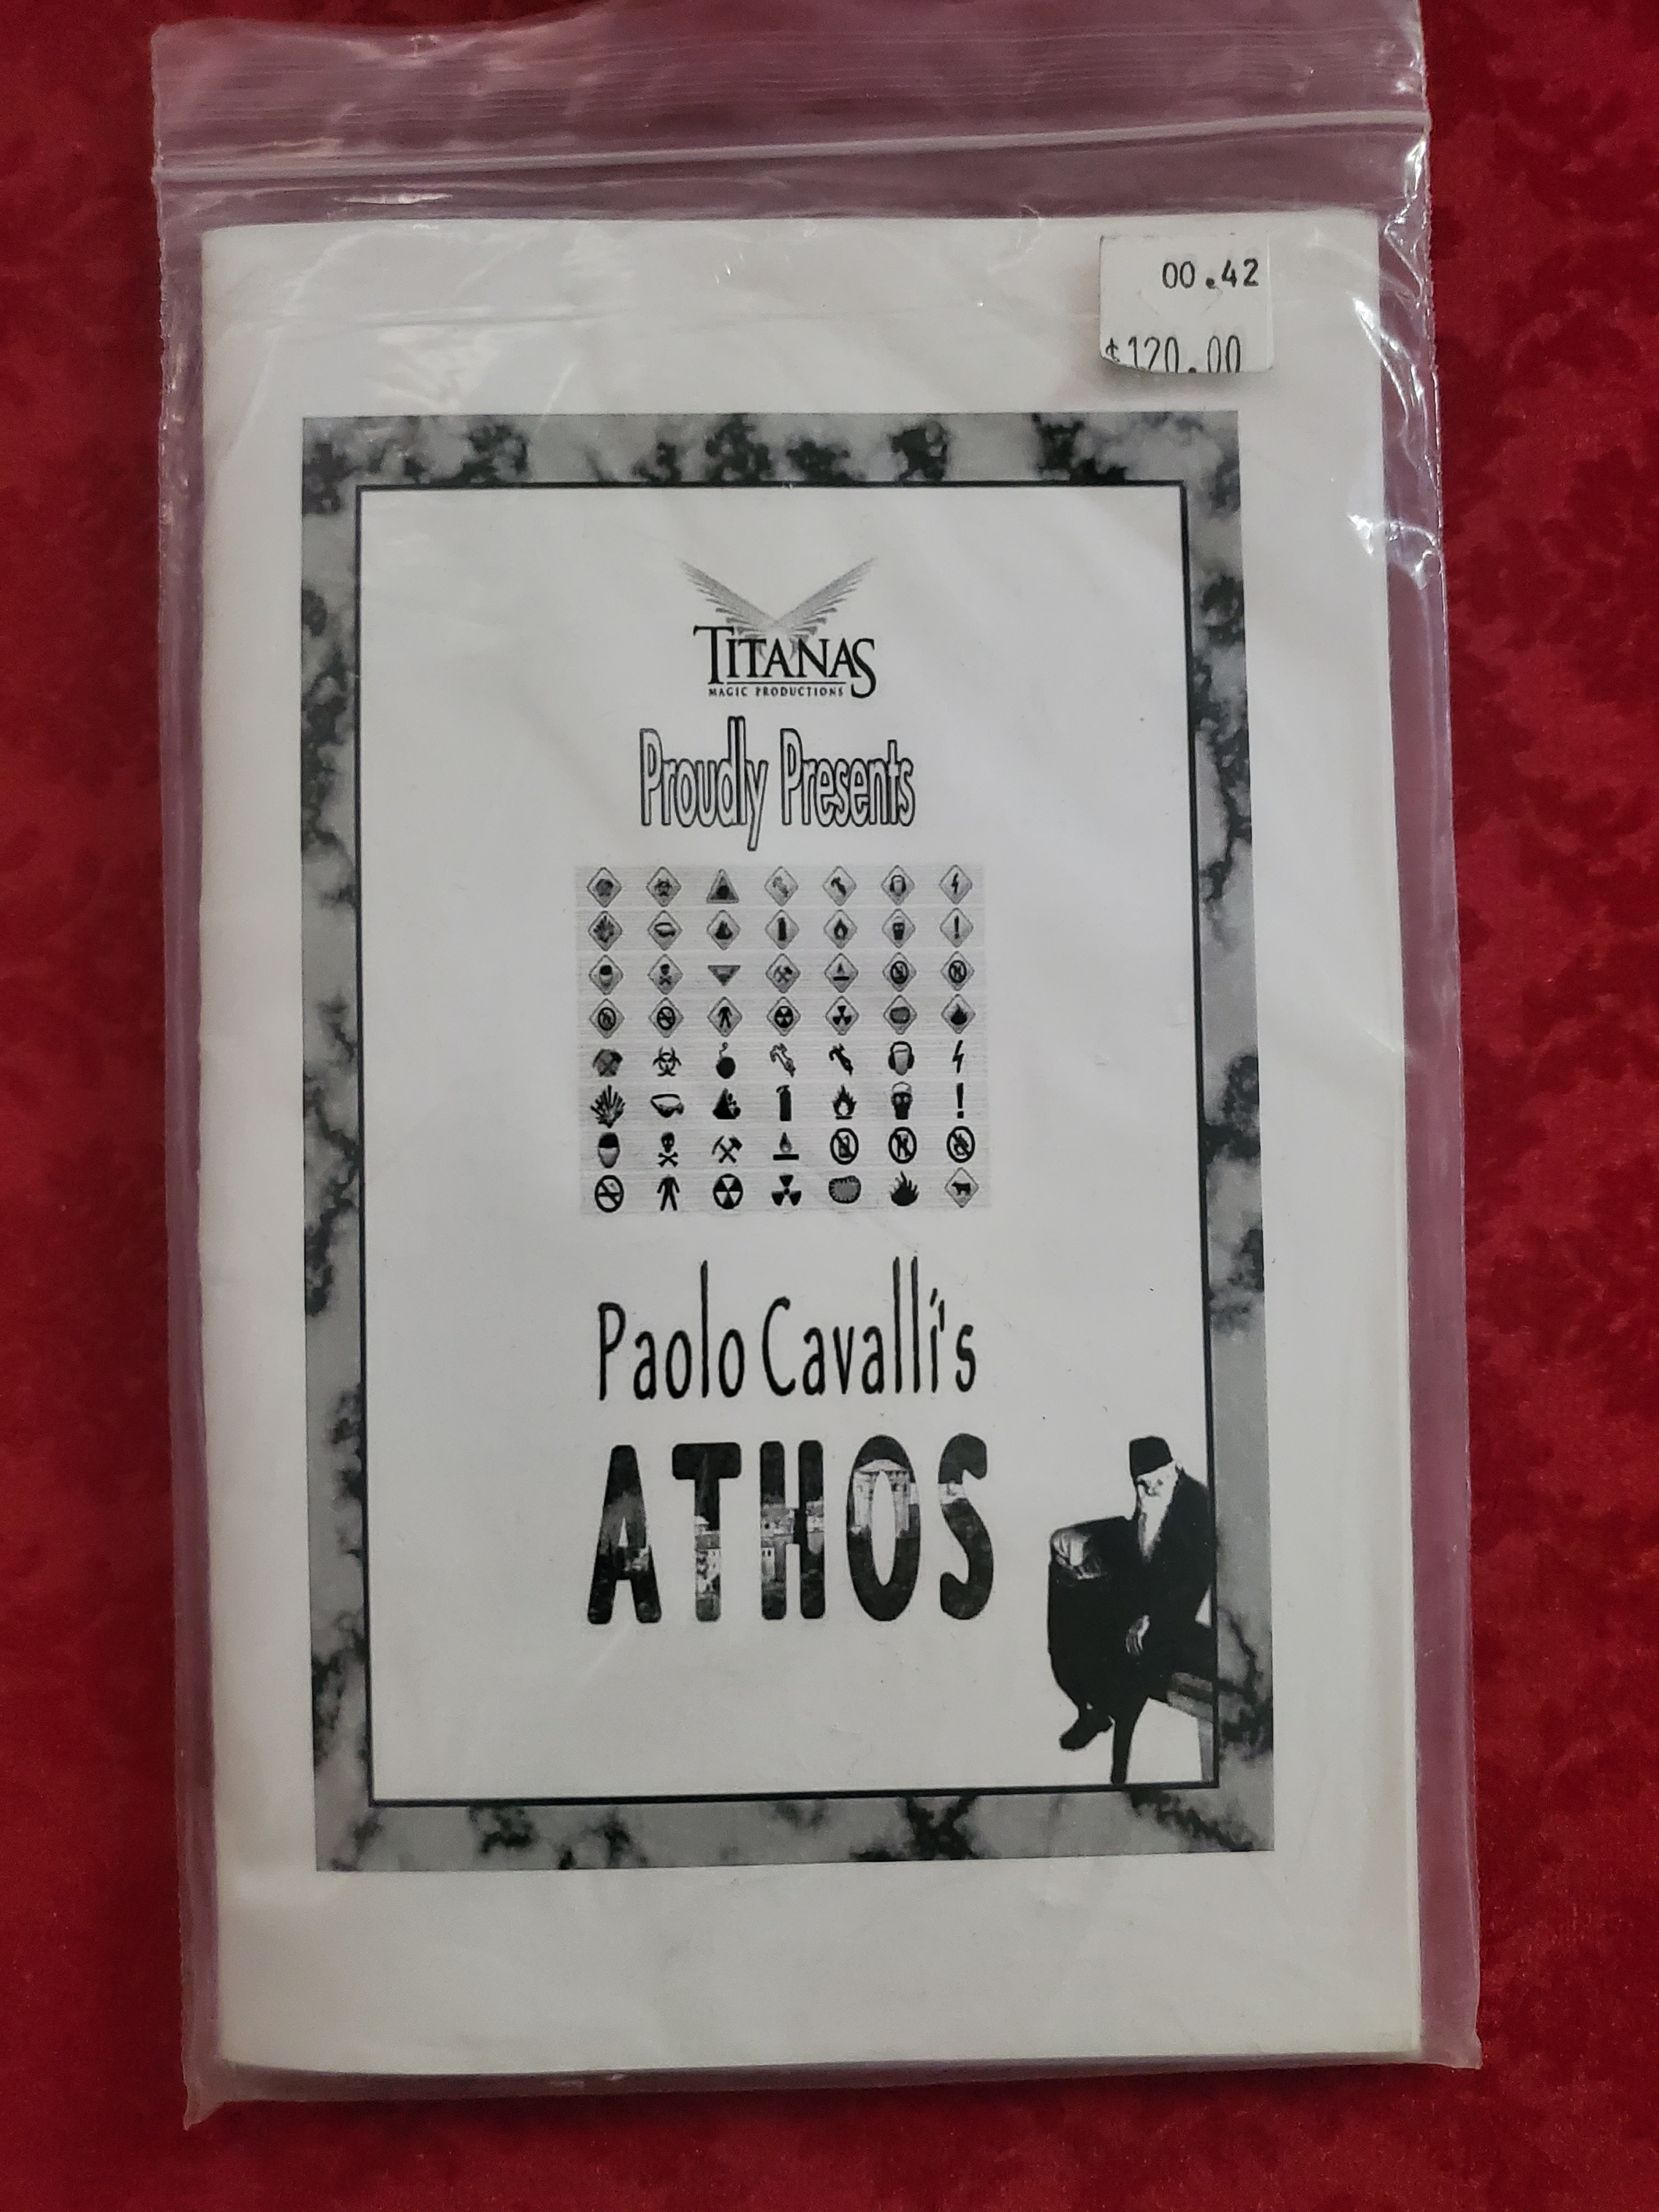 00.42
$120.00
TITANAS
MAGIC PRODUCTIONS
Proudly Presents
Paolo Cavalli's
ATHOS